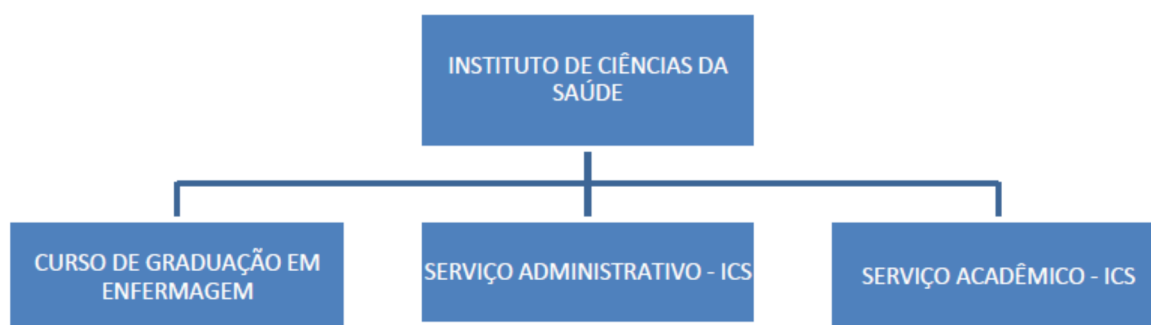 INSTITUTO DE CIÊNCIAS DA
SAÚDE
CURSO DE GRADUAÇÃO EM
ENFERMAGEM
SERVIÇO ADMINISTRATIVO - ICS
SERVIÇO ACADÊMICO - ICS